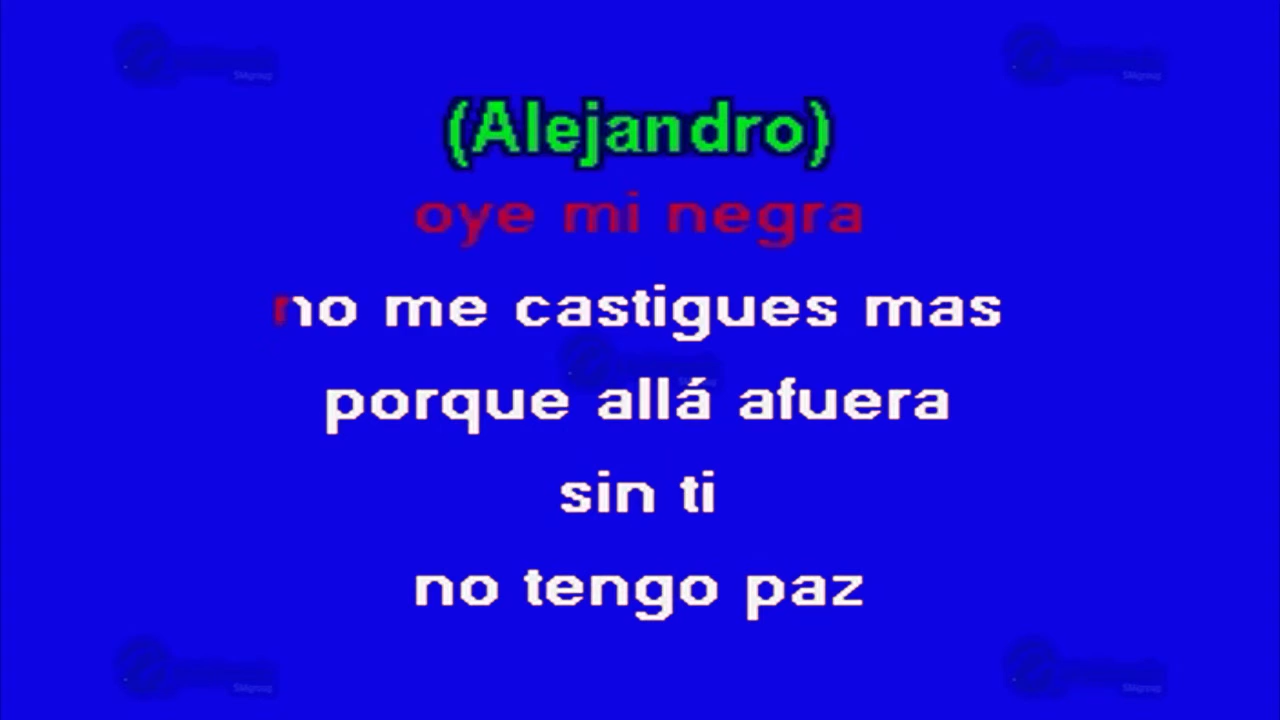 (Alejandro)
oye mi negra
no me castigues mas
porque allá afuera
sin ti
no tengo paz